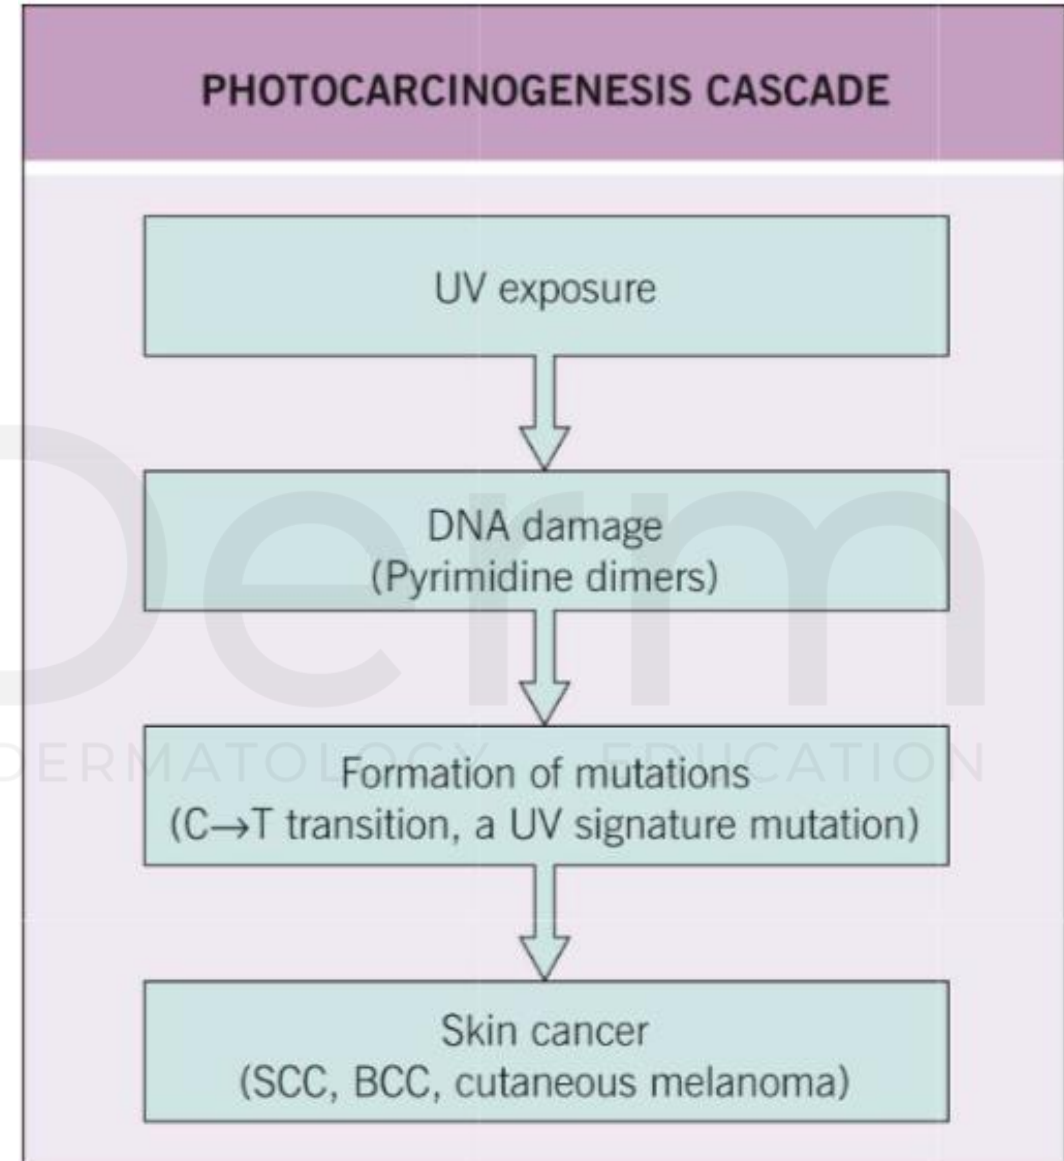 PHOTOCARCINOGENESIS CASCADE
UV exposure
DNA damage
(Pyrimidine dimers)
Formation of mutations
(C→T transition, a UV signature mutation)
Skin cancer
(SCC, BCC, cutaneous melanoma)
Derm
DERMATOLOGY EDUCATION